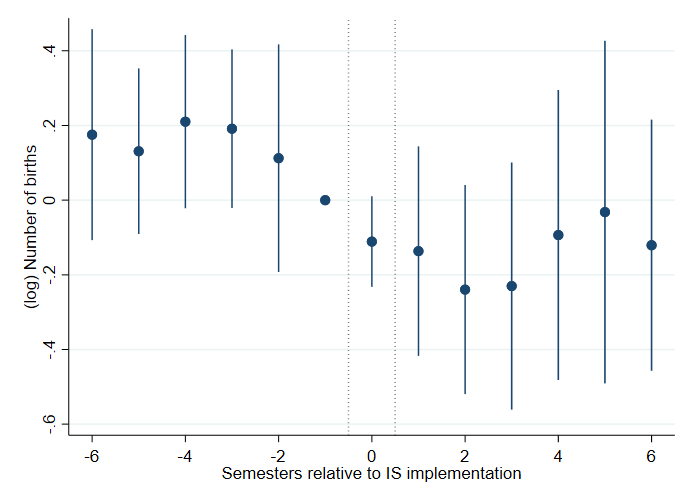 (log) Number of births
.4
.2
0
-.2
-.4
-.6
-6 -4 -2 0 2 4 6
Semesters relative to IS implementation